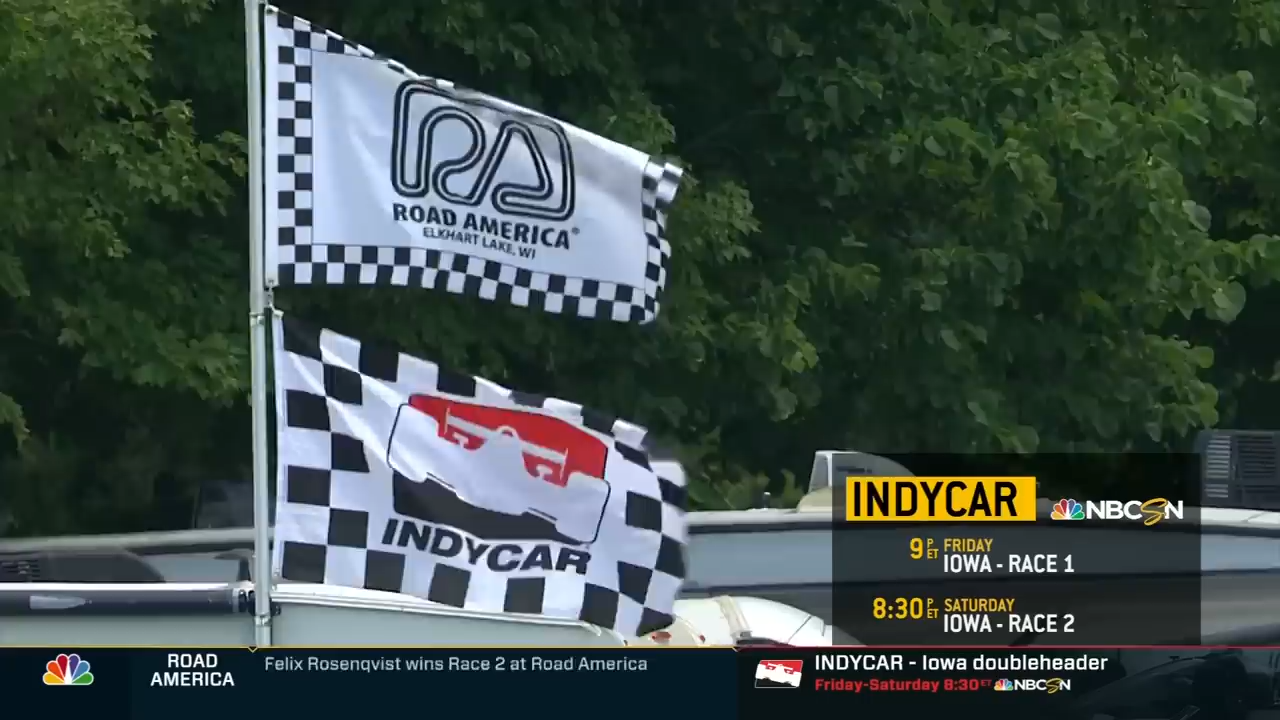 ROAD AMERICA®
ELKHART LAKE, WI
INDYCAR
INDYCAR NBCSN
9 P ET FRIDAY
IOWA - RACE 1
8:30 P ET SATURDAY
IOWA - RACE 2
ROAD
AMERICA
Felix Rosenqvist wins Race 2 at Road America
INDYCAR - Iowa doubleheader
Friday-Saturday 8:30 ET NBCSN